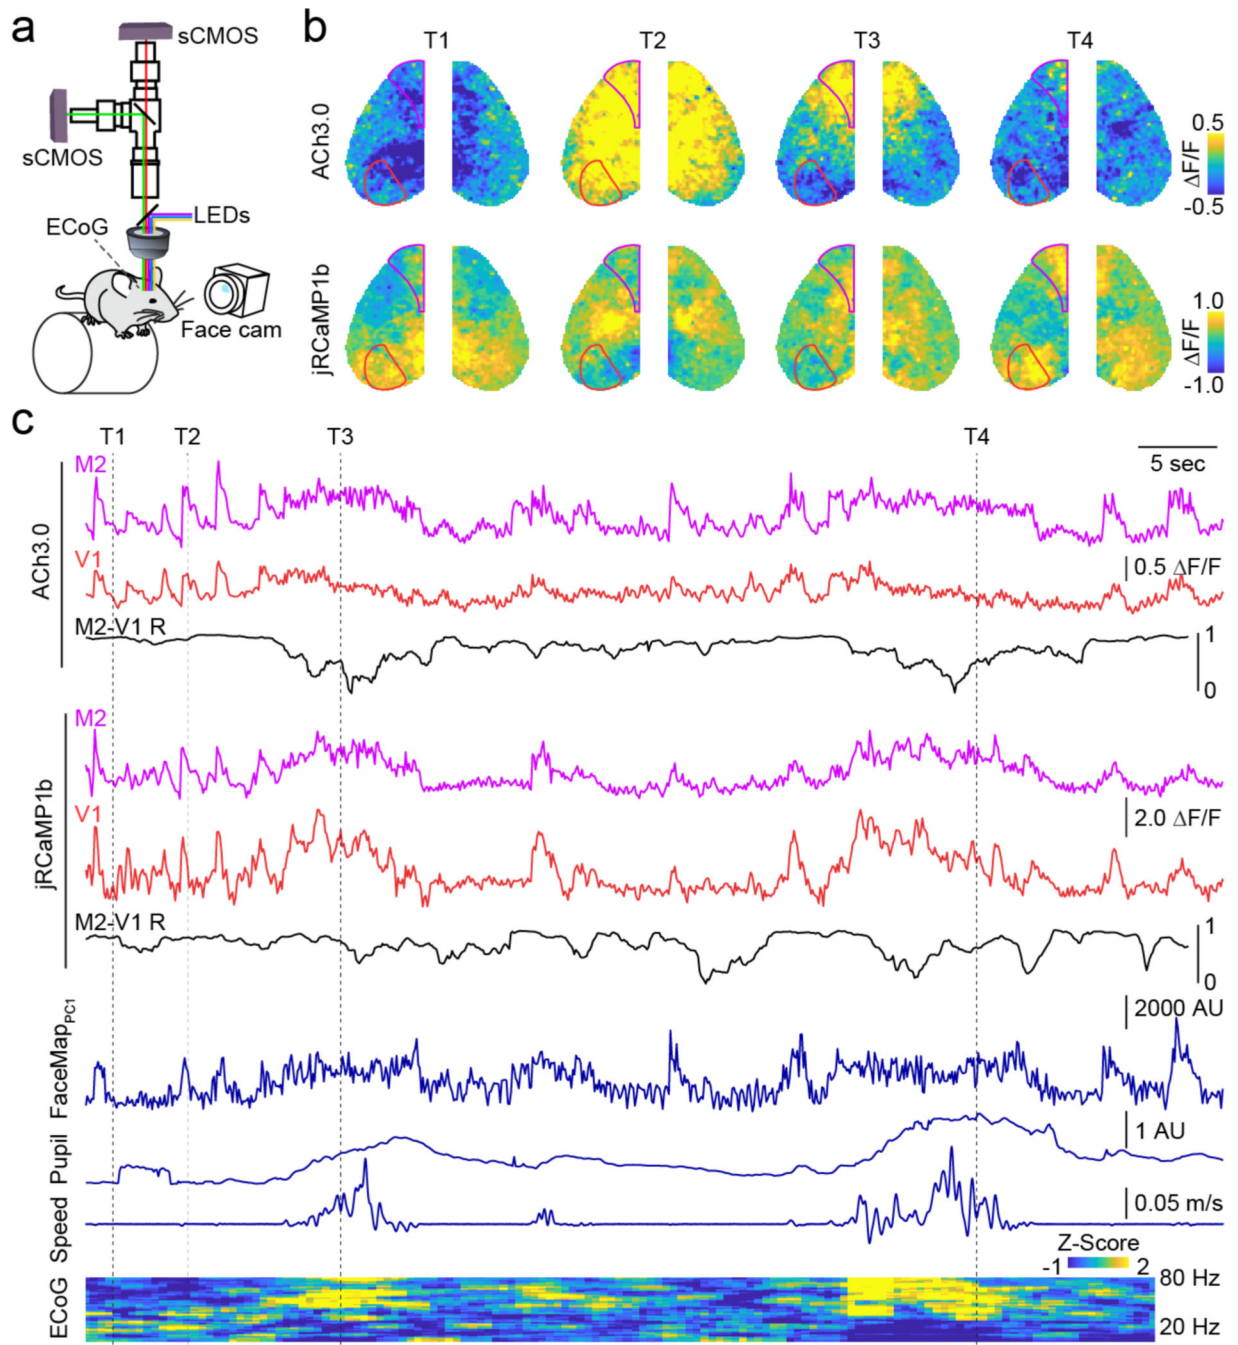 a
sCMOS
sCMOS
LEDs
ECoG
Face cam
b
T1 T2 T3 T4
ACh3.0
0.5
ΔF/F
-0.5
jRCaMP1b
1.0
ΔF/F
-1.0
c
T1 T2 T3 T4
5 sec
ACh3.0
M2
V1
0.5 ΔF/F
M2-V1 R
1
0
jRCaMP1b
M2
2.0 ΔF/F
V1
M2-V1 R
1
0
FaceMapPC1
2000 AU
Pupil
1 AU
Speed
0.05 m/s
Z-Score
-1 2
ECoG
80 Hz
20 Hz